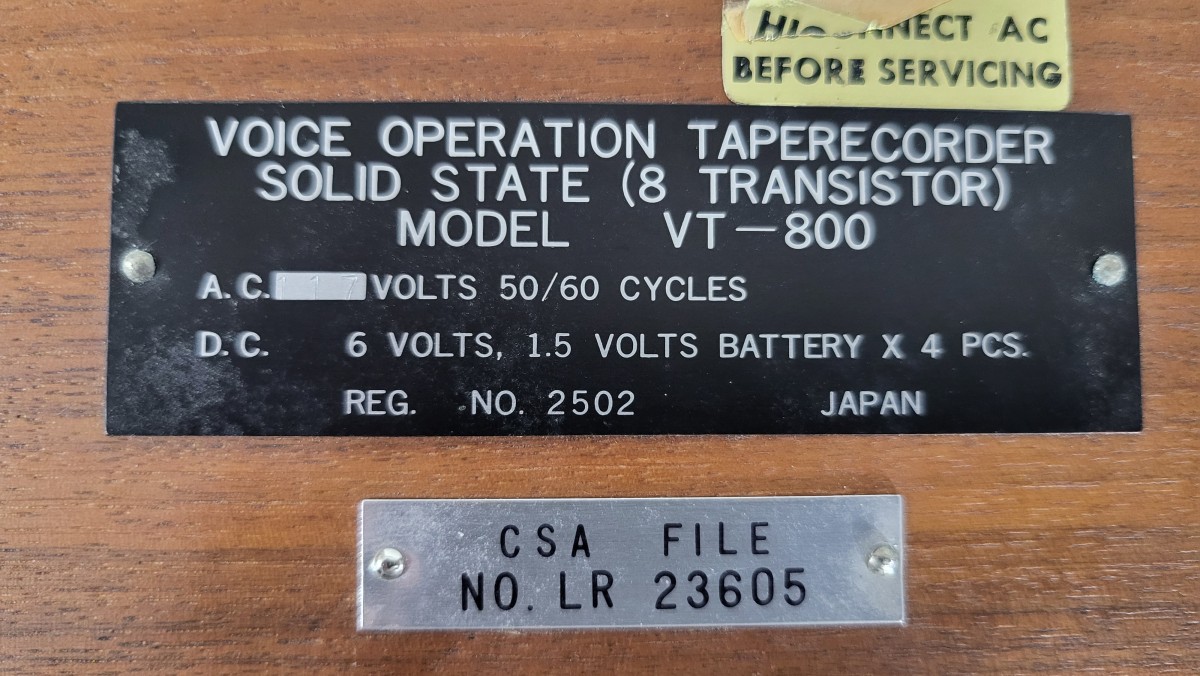 AC
BEFORE SERVICING
VOICE OPERATION TAPERECORDER
SOLID STATE (8 TRANSISTOR)
MODEL VT-800
A.C. 117 VOLTS 50/60 CYCLES
D.C. 6 VOLTS, 1.5 VOLTS BATTERY X 4 PCS.
REG. NO. 2502 JAPAN
CSA FILE
NO. LR 23605